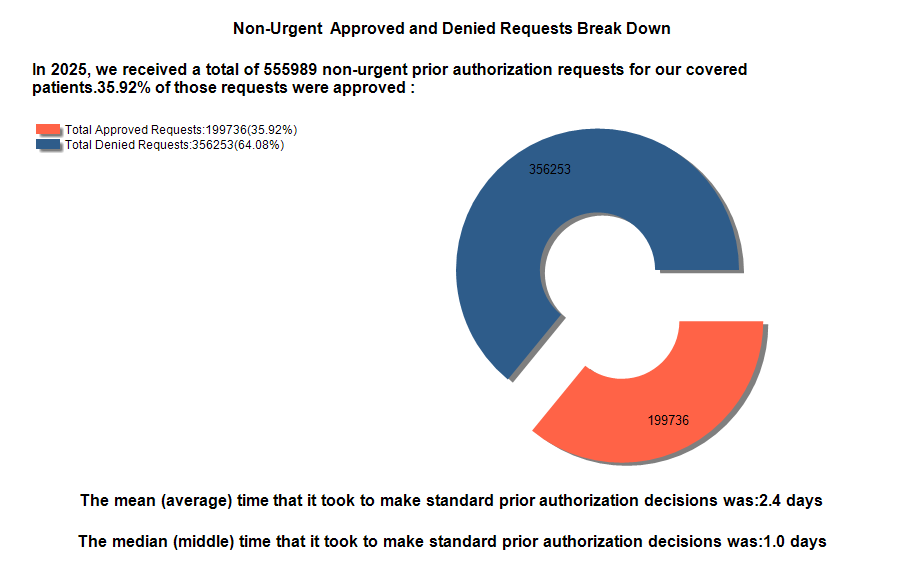 Non-Urgent  Approved and Denied Requests Break Down
In 2025, we received a total of 555989 non-urgent prior authorization requests for our covered
patients.35.92% of those requests were approved :
Total Approved Requests:199736(35.92%)
Total Denied Requests:356253(64.08%)
356253
199736
The mean (average) time that it took to make standard prior authorization decisions was:2.4 days
The median (middle) time that it took to make standard prior authorization decisions was:1.0 days